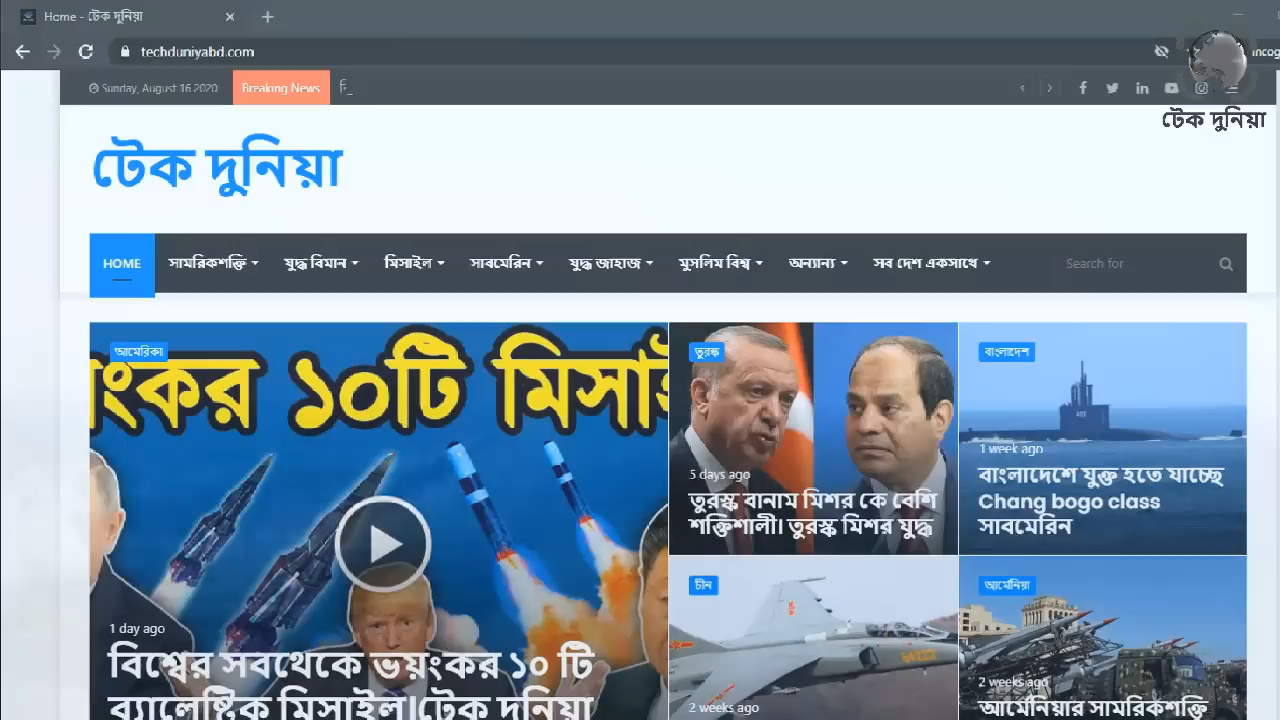 Home - টেক দুনিয়া
techduniyabd.com
Incog
Sunday, August 16 2020
Breaking News
টেক দুনিয়া
টেক দুনিয়া
HOME
সামরিকশক্তি
যুদ্ধ বিমান
মিসাইল
সাবমেরিন
যুদ্ধ জাহাজ
মুসলিম বিশ্ব
অন্যান্য
সব দেশ একসাথে
Search for
আমেরিকা
ংকর ১০টি মিসাই
1 day ago
বিশ্বের সবথেকে ভয়ংকর ১০ টি
ব্যালেষ্টিক মিসাইল।টেক দুনিয়া
তুরস্ক
5 days ago
তুরস্ক বানাম মিশর কে বেশি
শক্তিশালী। তুরস্ক মিশর যুদ্ধ
বাংলাদেশ
1 week ago
বাংলাদেশে যুক্ত হতে যাচ্ছে
Chang bogo class
সাবমেরিন
চীন
2 weeks ago
আর্মেনিয়া
2 weeks ago
আর্মেনিয়ার সামরিকশক্তি